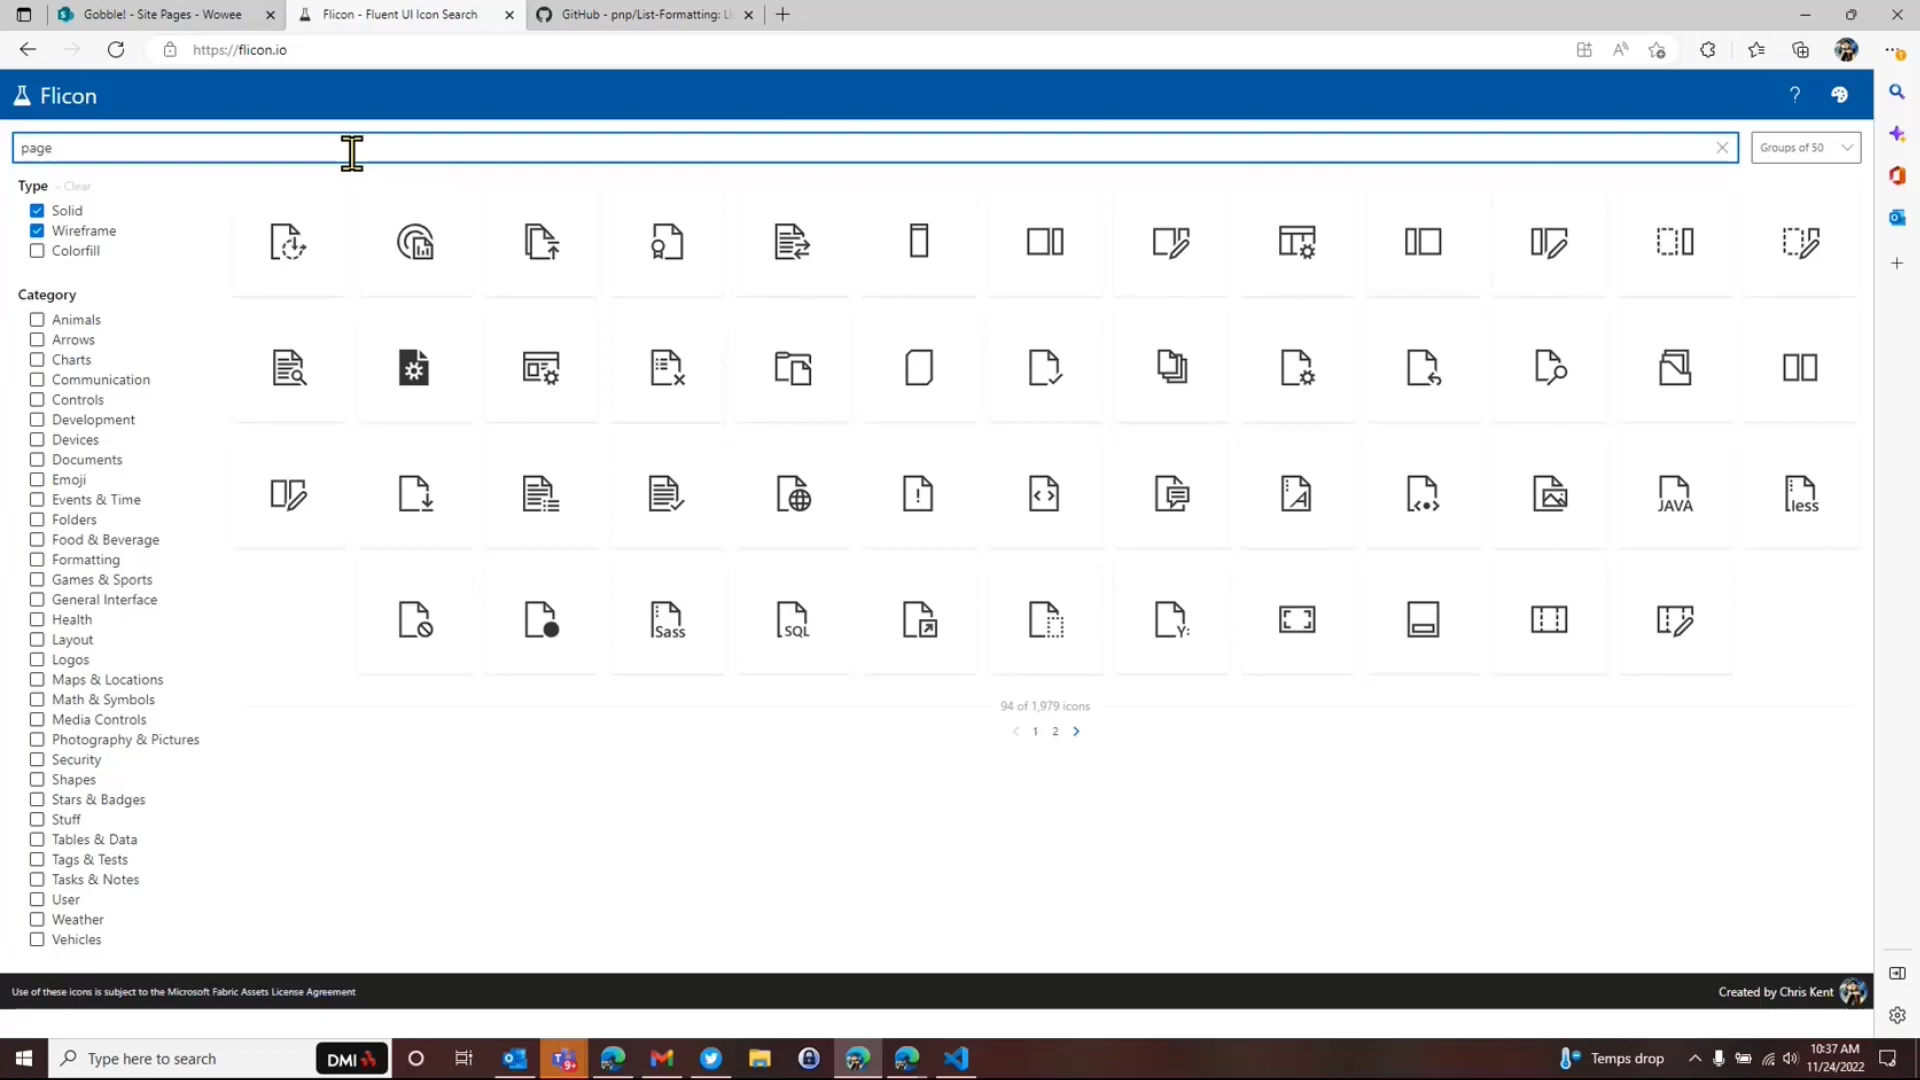 Gobble! - Site Pages - Wowee
Flicon - Fluent UI Icon Search
GitHub - pnp/List-Formatting: Li
https://flicon.io
Flicon
?
page
Groups of 50
Type - Clear
Solid
Wireframe
Colorfill
Category
Animals
Arrows
Charts
Communication
Controls
Development
Devices
Documents
Emoji
Events & Time
Folders
Food & Beverage
Formatting
Games & Sports
General Interface
Health
Layout
Logos
Maps & Locations
Math & Symbols
Media Controls
Photography & Pictures
Security
Shapes
Stars & Badges
Stuff
Tables & Data
Tags & Tests
Tasks & Notes
User
Weather
Vehicles
JAVA
less
Sass
SQL
Y:
94 of 1,979 icons
1 2
Use of these icons is subject to the Microsoft Fabric Assets License Agreement
Created by Chris Kent
Type here to search
DMI
9+
Temps drop
10:37 AM
11/24/2022